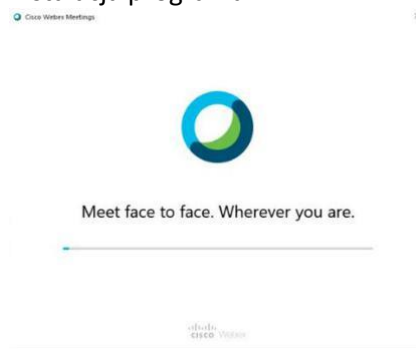 Cisco Webex Meetings
Meet face to face. Wherever you are.
cisco Webex